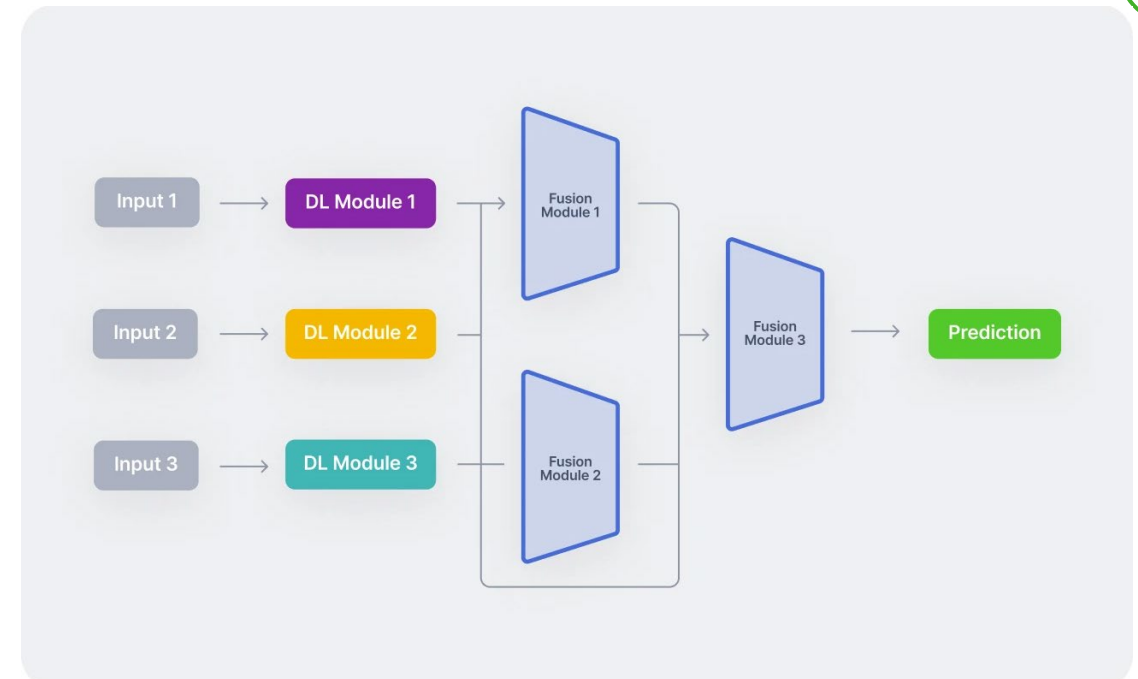 Input 1
DL Module 1
Fusion
Module 1
Input 2
DL Module 2
Fusion
Module 3
Prediction
Input 3
DL Module 3
Fusion
Module 2